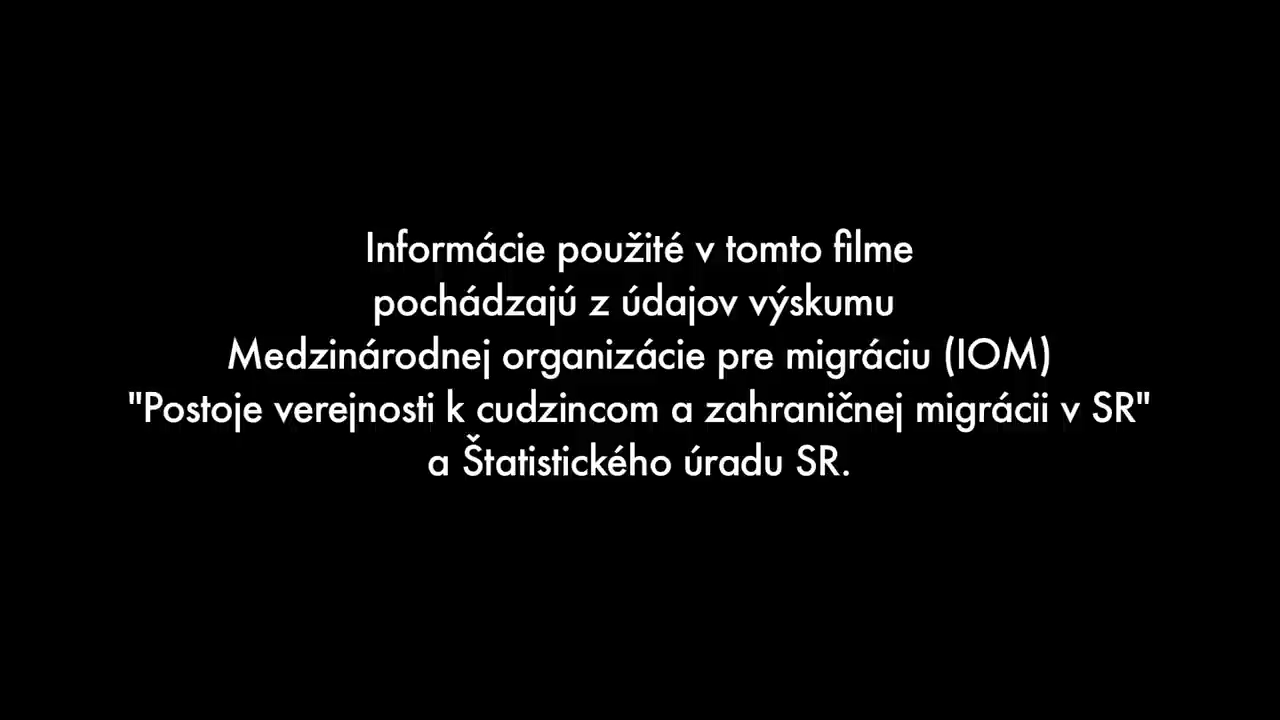 Informácie použité v tomto filme
pochádzajú z údajov výskumu
Medzinárodnej organizácie pre migráciu (IOM)
"Postoje verejnosti k cudzincom a zahraničnej migrácii v SR"
a Štatistického úradu SR.